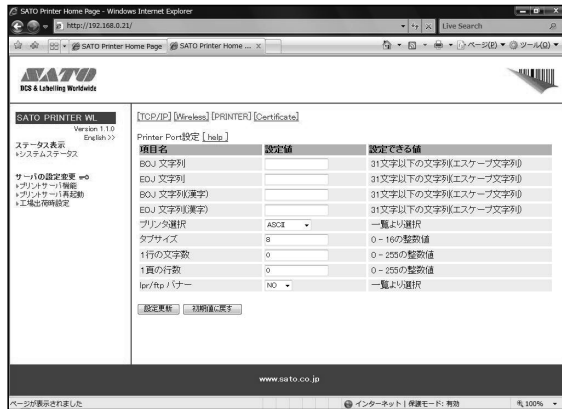 SATO Printer Home Page - Windows Internet Explorer
http://192.168.0.21/
Live Search
SATO Printer Home Page
SATO Printer Home ...
ページ(P)
ツール(O)
SATO
DCS & Labelling Worldwide
SATO PRINTER WL
Version 1.1.0
English >>
ステータス表示
システムステータス
サーバの設定変更
プリントサーバ機能
プリントサーバ再起動
工場出荷時設定
[TCP/IP] [Wireless] [PRINTER] [Certificate]
Printer Port設定 [ help ]
項目名 設定値 設定できる値
BOJ 文字列 31文字以下の文字列(エスケープ文字列)
EOJ 文字列 31文字以下の文字列(エスケープ文字列)
BOJ 文字列(漢字) 31文字以下の文字列(エスケープ文字列)
EOJ 文字列(漢字) 31文字以下の文字列(エスケープ文字列)
プリンタ選択 ASCII 一覧より選択
タブサイズ 8 0 - 16の整数値
1行の文字数 0 0 - 255の整数値
1頁の行数 0 0 - 255の整数値
lpr/ftp バナー NO 一覧より選択
設定更新 初期値に戻す
www.sato.co.jp
ページが表示されました インターネット | 保護モード: 有効 100%